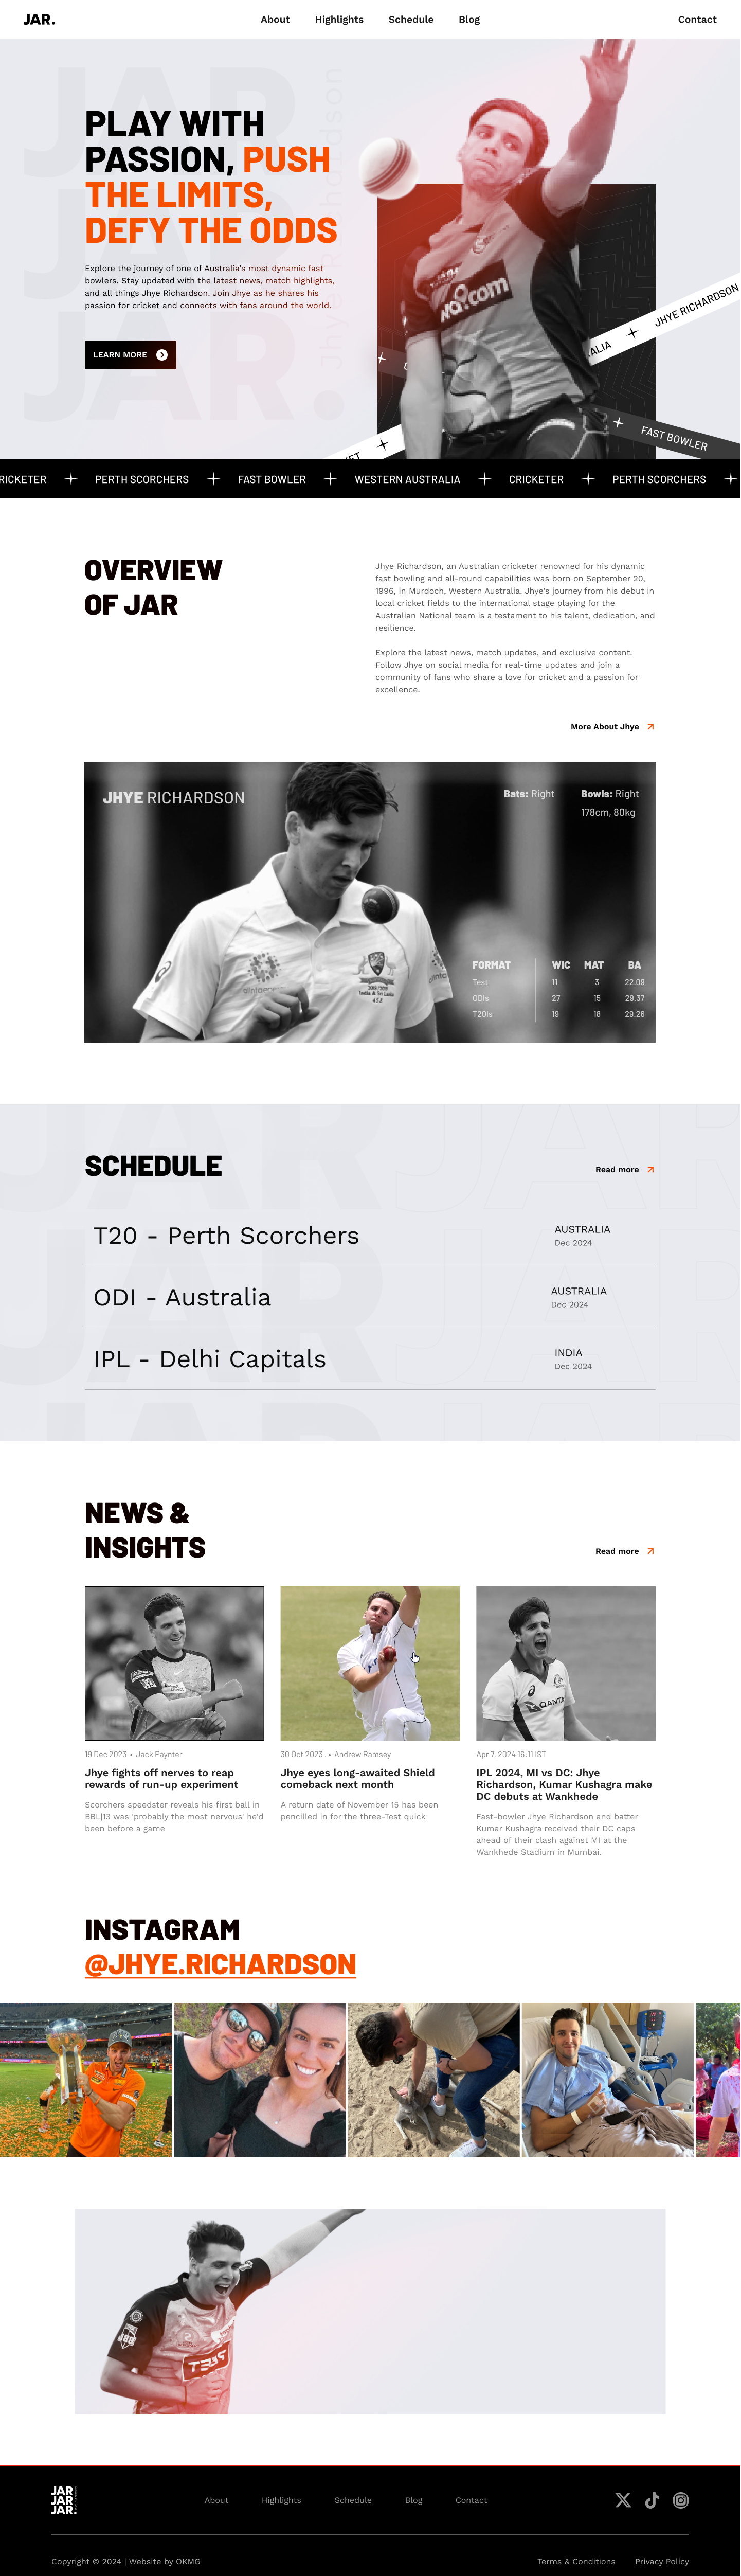 JAR.
About
Highlights
Schedule
Blog
Contact
PLAY WITH
PASSION, PUSH
THE LIMITS,
DEFY THE ODDS
Explore the journey of one of Australia's most dynamic fast
bowlers. Stay updated with the latest news, match highlights,
and all things Jhye Richardson. Join Jhye as he shares his
passion for cricket and connects with fans around the world.
LEARN MORE
JHYE RICHARDSON
ALIA
FAST BOWLER
KET
RICKETER
PERTH SCORCHERS
FAST BOWLER
WESTERN AUSTRALIA
CRICKETER
PERTH SCORCHERS
OVERVIEW
OF JAR
Jhye Richardson, an Australian cricketer renowned for his dynamic
fast bowling and all-round capabilities was born on September 20,
1996, in Murdoch, Western Australia. Jhye's journey from his debut in
local cricket fields to the international stage playing for the
Australian National team is a testament to his talent, dedication, and
resilience.
Explore the latest news, match updates, and exclusive content.
Follow Jhye on social media for real-time updates and join a
community of fans who share a love for cricket and a passion for
excellence.
More About Jhye
JHYE RICHARDSON
Bats: Right
Bowls: Right
178cm, 80kg
FORMAT WIC MAT BA
Test 11 3 22.09
ODIs 27 15 29.37
T20Is 19 18 29.26
SCHEDULE
Read more
T20 - Perth Scorchers
AUSTRALIA
Dec 2024
ODI - Australia
AUSTRALIA
Dec 2024
IPL - Delhi Capitals
INDIA
Dec 2024
NEWS &
INSIGHTS
Read more
19 Dec 2023 • Jack Paynter
Jhye fights off nerves to reap
rewards of run-up experiment
Scorchers speedster reveals his first ball in
BBL|13 was 'probably the most nervous' he'd
been before a game
30 Oct 2023 . • Andrew Ramsey
Jhye eyes long-awaited Shield
comeback next month
A return date of November 15 has been
pencilled in for the three-Test quick
QANTA
Apr 7, 2024 16:11 IST
IPL 2024, MI vs DC: Jhye
Richardson, Kumar Kushagra make
DC debuts at Wankhede
Fast-bowler Jhye Richardson and batter
Kumar Kushagra received their DC caps
ahead of their clash against MI at the
Wankhede Stadium in Mumbai.
INSTAGRAM
@JHYE.RICHARDSON
JAR
JAR
JAR.
About
Highlights
Schedule
Blog
Contact
Copyright © 2024 | Website by OKMG
Terms & Conditions
Privacy Policy